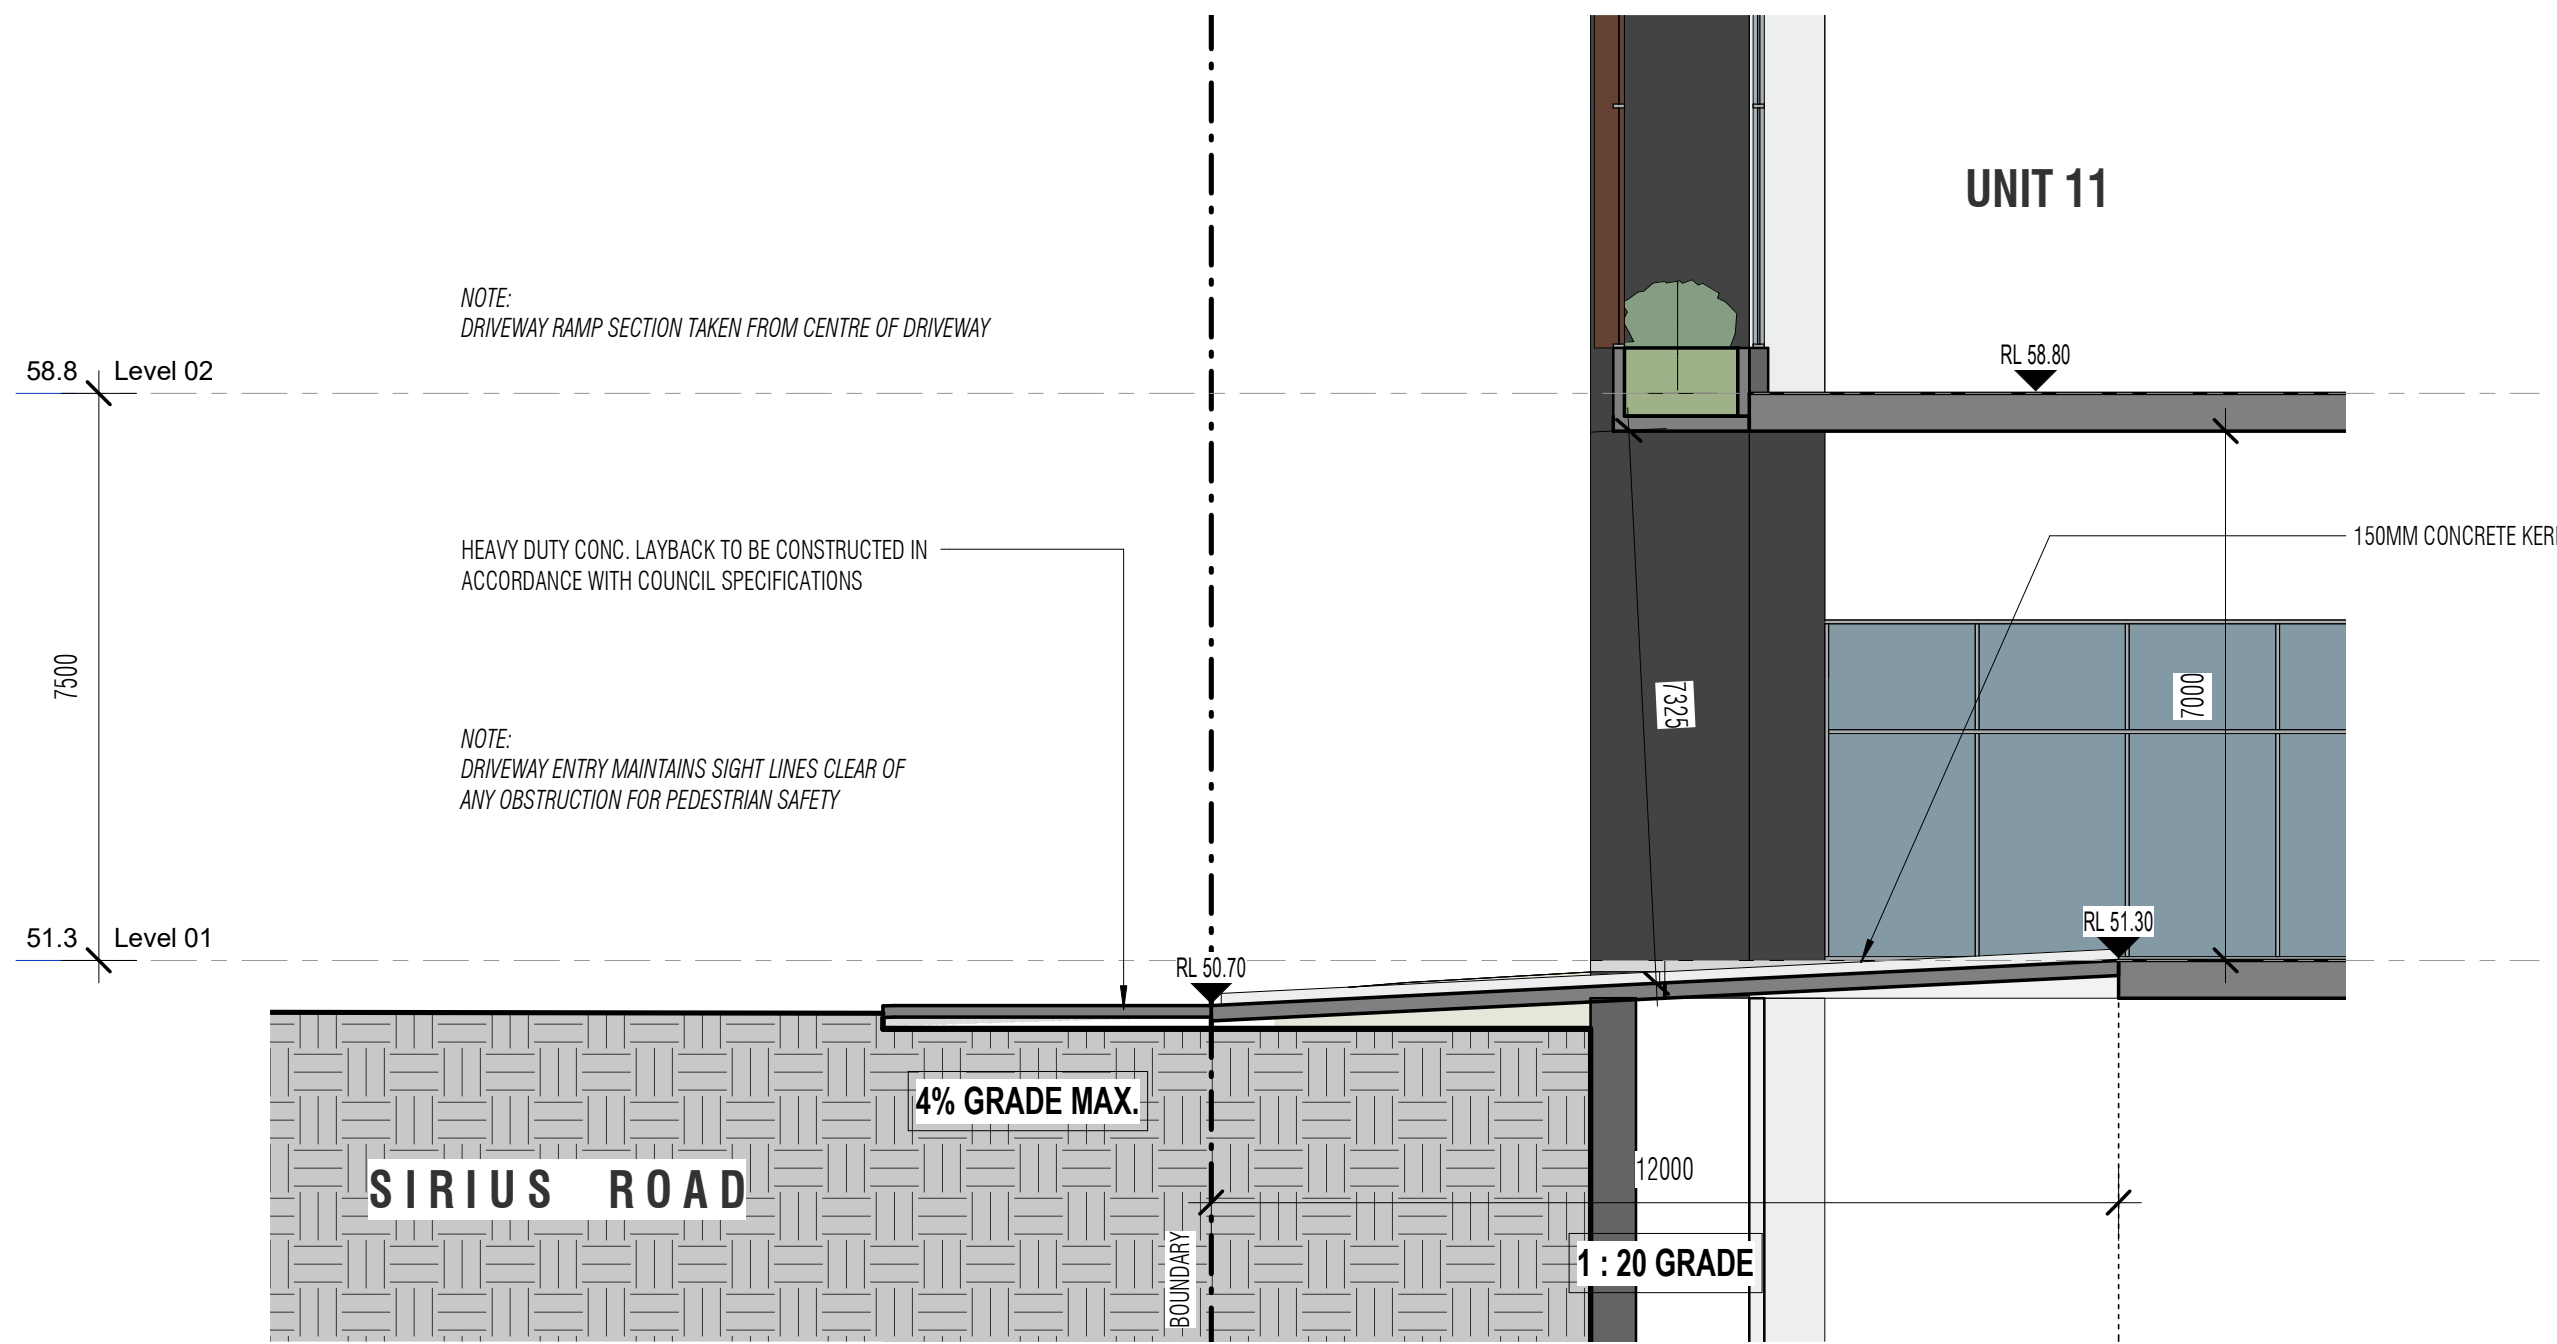 UNIT 11
NOTE:
DRIVEWAY RAMP SECTION TAKEN FROM CENTRE OF DRIVEWAY
RL 58.80
58.8
Level 02
HEAVY DUTY CONC. LAYBACK TO BE CONSTRUCTED IN
ACCORDANCE WITH COUNCIL SPECIFICATIONS
150MM CONCRETE
7500
7325
7000
NOTE:
DRIVEWAY ENTRY MAINTAINS SIGHT LINES CLEAR OF
ANY OBSTRUCTION FOR PEDESTRIAN SAFETY
RL 51.30
51.3
Level 01
RL 50.70
4% GRADE MAX.
SIRIUS ROAD
12000
BOUNDARY
1 : 20 GRADE